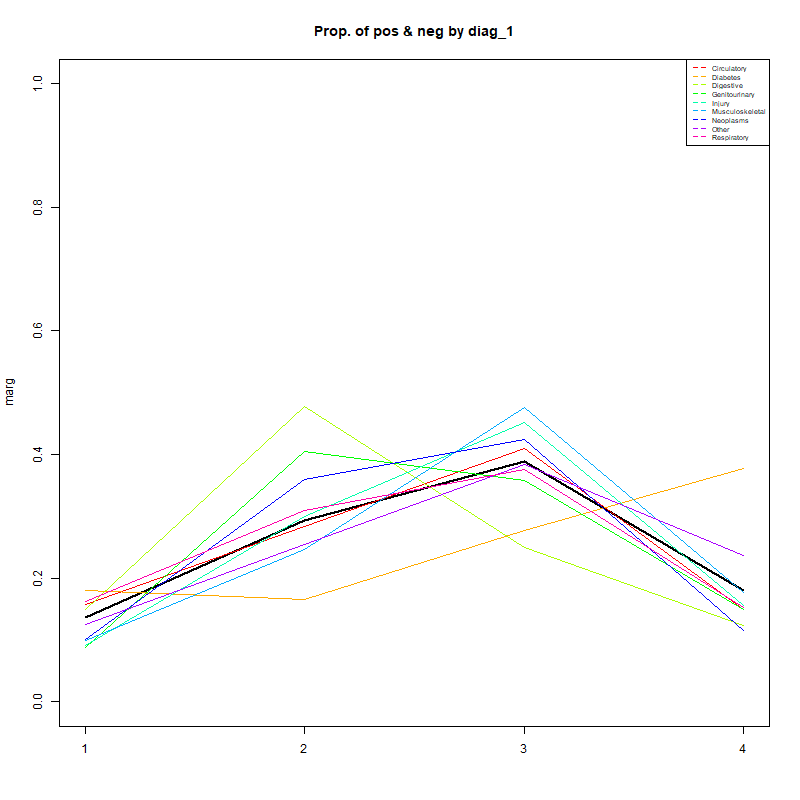 Prop. of pos & neg by diag_1
marg
1.0
0.8
0.6
0.4
0.2
0.0
1 2 3 4
Circulatory
Diabetes
Digestive
Genitourinary
Injury
Musculoskeletal
Neoplasms
Other
Respiratory